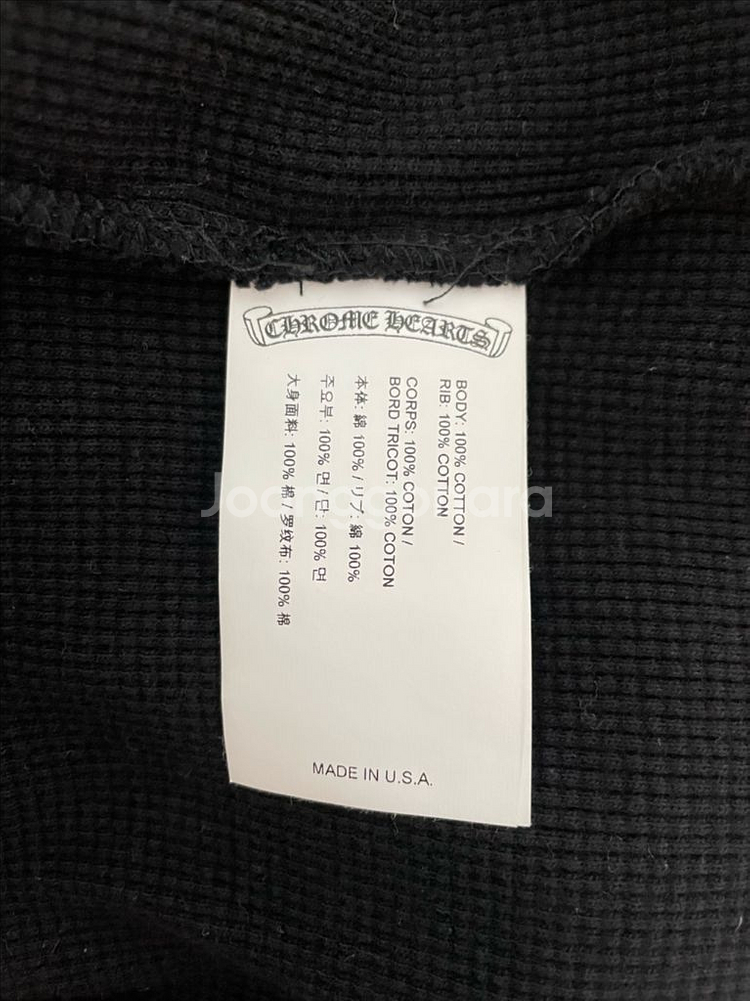 CHROME HEARTS
BODY: 100% COTTON /
RIB: 100% COTTON
CORPS: 100% COTON /
BORD TRICOT: 100% COTON
本体: 綿 100% / リブ: 綿 100%
주요부: 100% 면 / 단: 100% 면
大身面料: 100% 棉 / 罗纹布: 100% 棉
MADE IN U.S.A.
Joonggonara